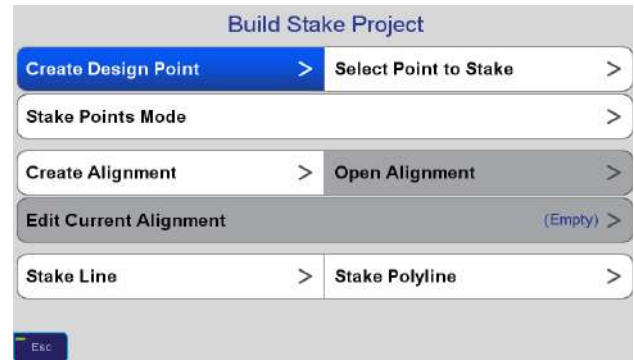 Build Stake Project
Create Design Point > Select Point to Stake >
Stake Points Mode >
Create Alignment > Open Alignment >
Edit Current Alignment (Empty) >
Stake Line > Stake Polyline >
Esc